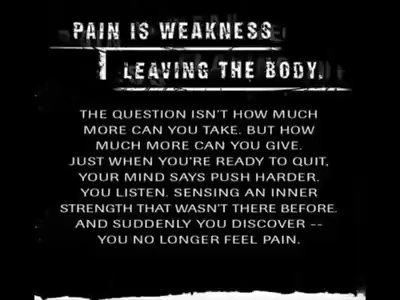 PAIN IS WEAKNESS
LEAVING THE BODY.
THE QUESTION ISN'T HOW MUCH
MORE CAN YOU TAKE. BUT HOW
MUCH MORE CAN YOU GIVE.
JUST WHEN YOU'RE READY TO QUIT,
YOUR MIND SAYS PUSH HARDER.
YOU LISTEN. SENSING AN INNER
STRENGTH THAT WASN'T THERE BEFORE.
AND SUDDENLY YOU DISCOVER --
YOU NO LONGER FEEL PAIN.